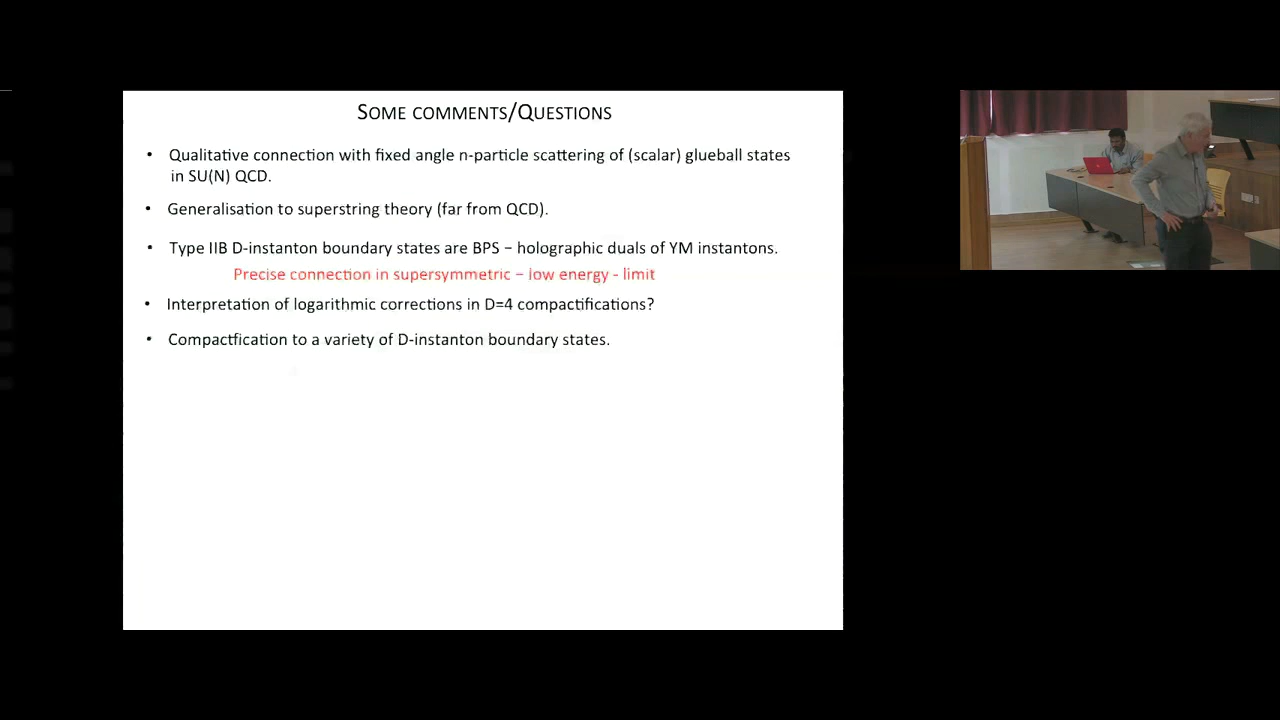 SOME COMMENTS/QUESTIONS
• Qualitative connection with fixed angle n-particle scattering of (scalar) glueball states
in SU(N) QCD.
• Generalisation to superstring theory (far from QCD).
• Type IIB D-instanton boundary states are BPS – holographic duals of YM instantons.
Precise connection in supersymmetric – low energy - limit
• Interpretation of logarithmic corrections in D=4 compactifications?
• Compactfication to a variety of D-instanton boundary states.